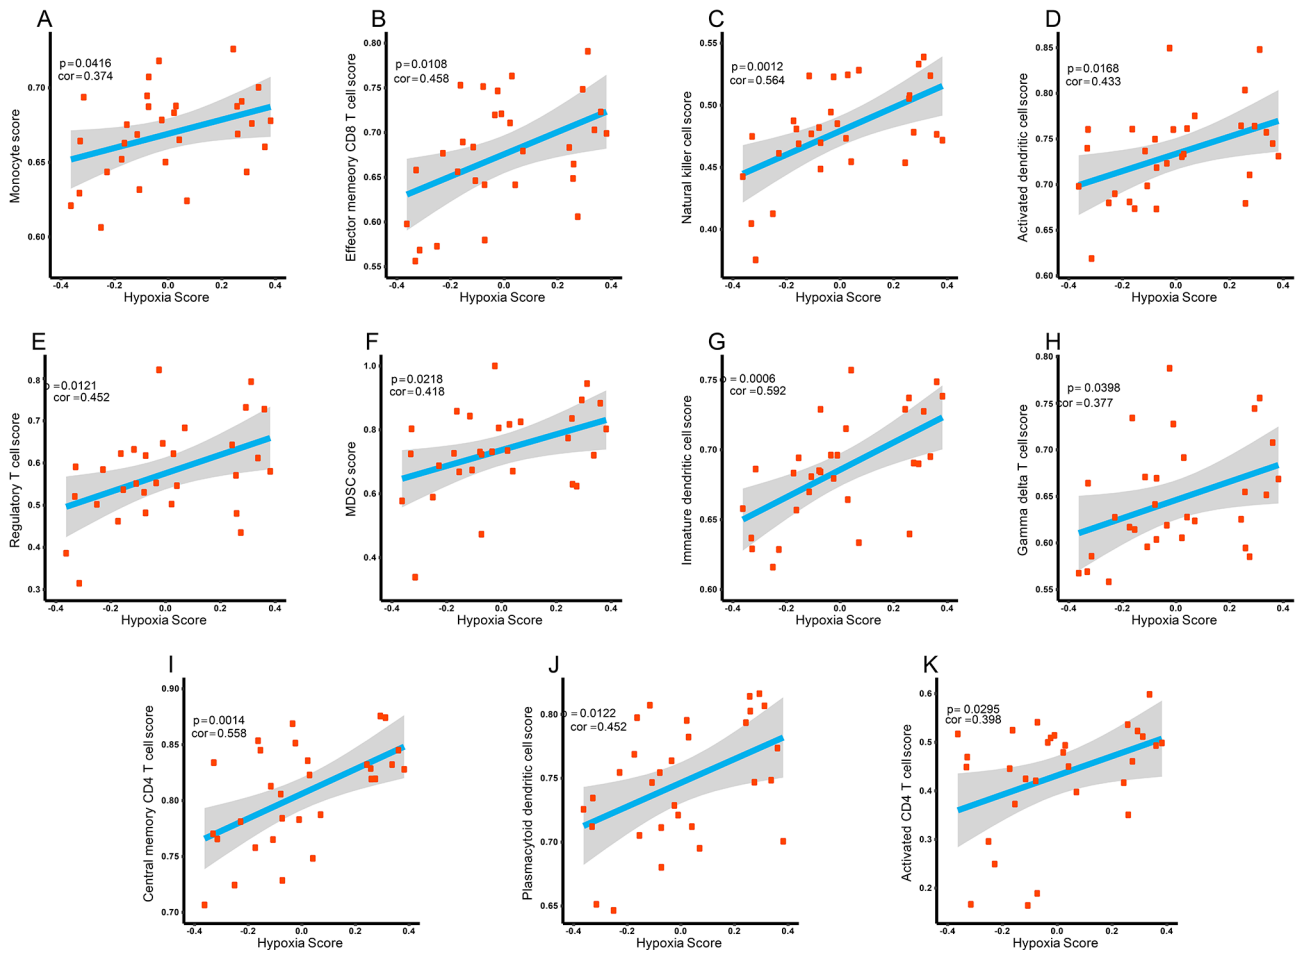 A
p=0.0416
cor=0.374
Monocyte score
0.70
0.65
0.60
-0.4 -0.2 0.0 0.2 0.4
Hypoxia Score
B
p=0.0108
cor=0.458
Effector memeory CD8 T cell score
0.80
0.75
0.70
0.65
0.60
0.55
-0.4 -0.2 0.0 0.2 0.4
Hypoxia Score
C
p=0.0012
cor=0.564
Natural killer cell score
0.55
0.50
0.45
0.40
-0.4 -0.2 0.0 0.2 0.4
Hypoxia Score
D
p=0.0168
cor=0.433
Activated dendritic cell score
0.85
0.80
0.75
0.70
0.65
0.60
-0.4 -0.2 0.0 0.2 0.4
Hypoxia Score
E
p =0.0121
cor=0.452
Regulatory T cell score
0.8
0.7
0.6
0.5
0.4
0.3
-0.4 -0.2 0.0 0.2 0.4
Hypoxia Score
F
p=0.0218
cor=0.418
MDSC score
1.0
0.8
0.6
0.4
-0.4 -0.2 0.0 0.2 0.4
Hypoxia Score
G
p = 0.0006
cor =0.592
Immature dendritic cell score
0.75
0.70
0.65
0.60
-0.4 -0.2 0.0 0.2 0.4
Hypoxia Score
H
p= 0.0398
cor =0.377
Gamma delta T cell score
0.80
0.75
0.70
0.65
0.60
0.55
-0.4 -0.2 0.0 0.2 0.4
Hypoxia Score
I
p=0.0014
cor=0.558
Central memory CD4 T cell score
0.90
0.85
0.80
0.75
0.70
-0.4 -0.2 0.0 0.2 0.4
Hypoxia Score
J
p =0.0122
cor =0.452
Plasmacytoid dendritic cell score
0.80
0.75
0.70
0.65
-0.4 -0.2 0.0 0.2 0.4
Hypoxia Score
K
p= 0.0295
cor =0.398
Activated CD4 T cell score
0.6
0.5
0.4
0.3
0.2
-0.4 -0.2 0.0 0.2 0.4
Hypoxia Score